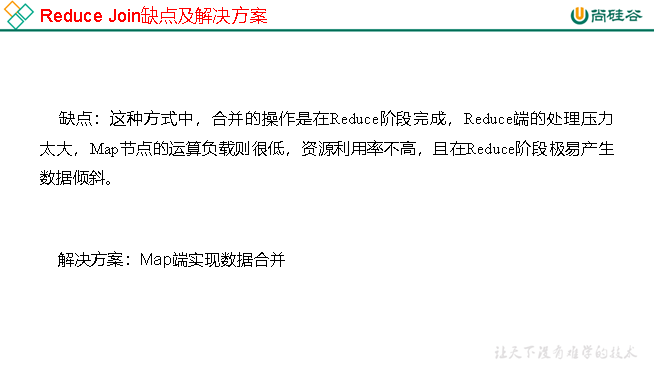 Reduce Join缺点及解决方案
尚硅谷
缺点：这种方式中，合并的操作是在Reduce阶段完成，Reduce端的处理压力
太大，Map节点的运算负载则很低，资源利用率不高，且在Reduce阶段极易产生
数据倾斜。
解决方案：Map端实现数据合并
让天下没有难学的技术